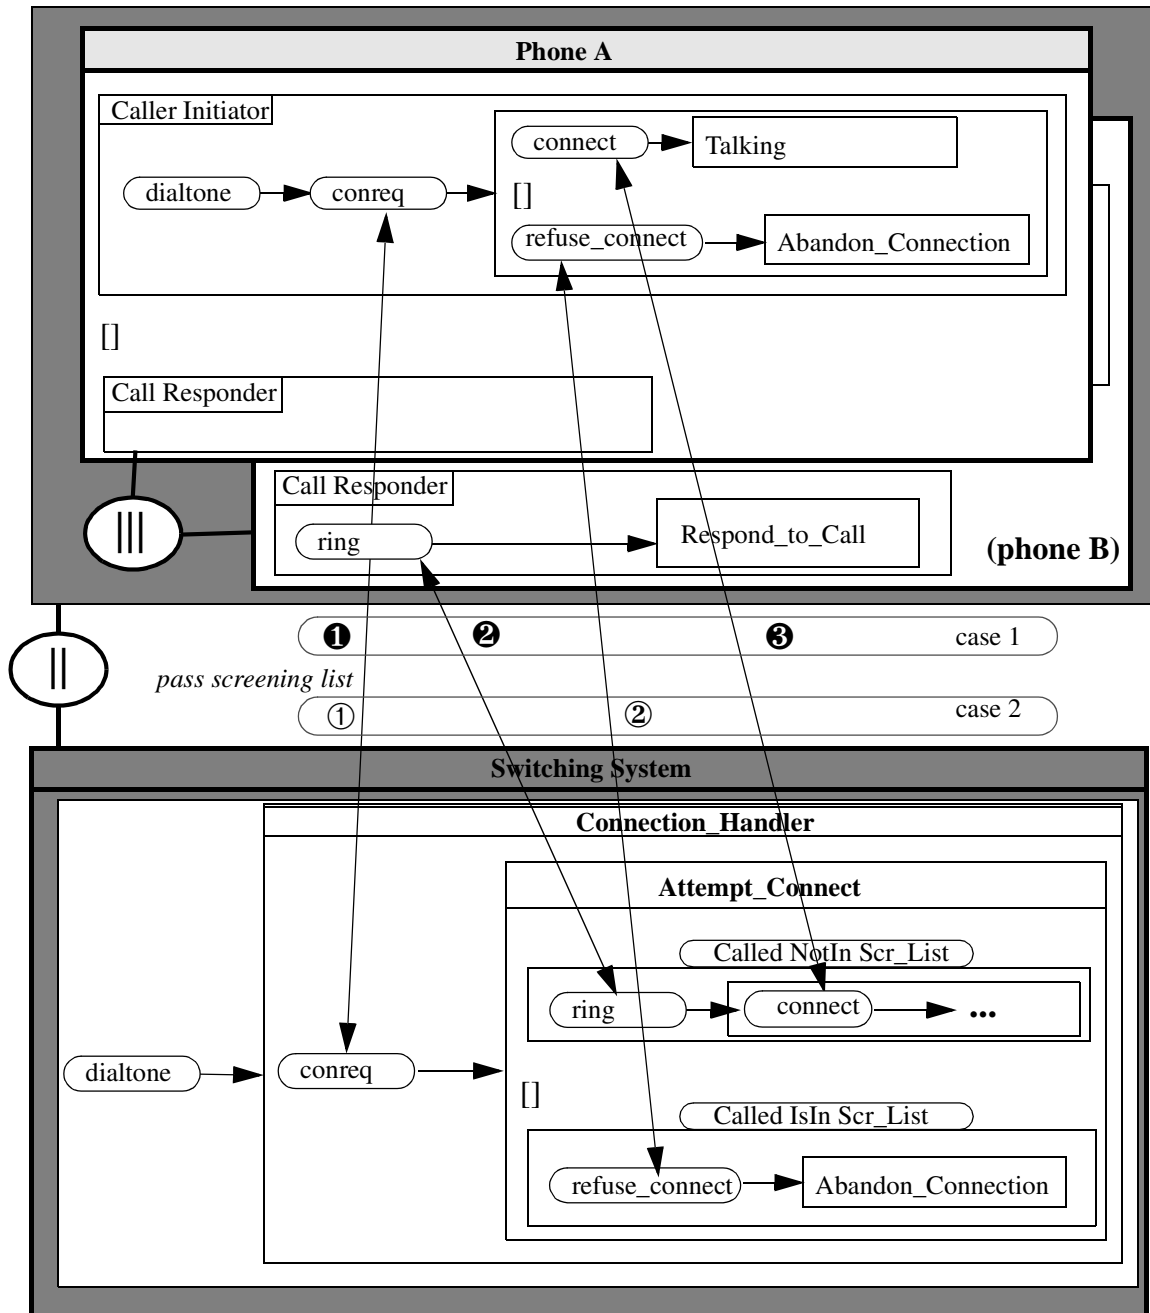 Phone A
Caller Initiator
connect
Talking
dialtone
conreq
[]
refuse_connect
Abandon_Connection
[]
Call Responder
Call Responder
|||
ring
Respond_to_Call
(phone B)
❶ ❷ ❸ case 1
||
pass screening list
① ② case 2
Switching System
Connection_Handler
Attempt_Connect
Called NotIn Scr_List
ring
connect
...
dialtone
conreq
[]
Called IsIn Scr_List
refuse_connect
Abandon_Connection